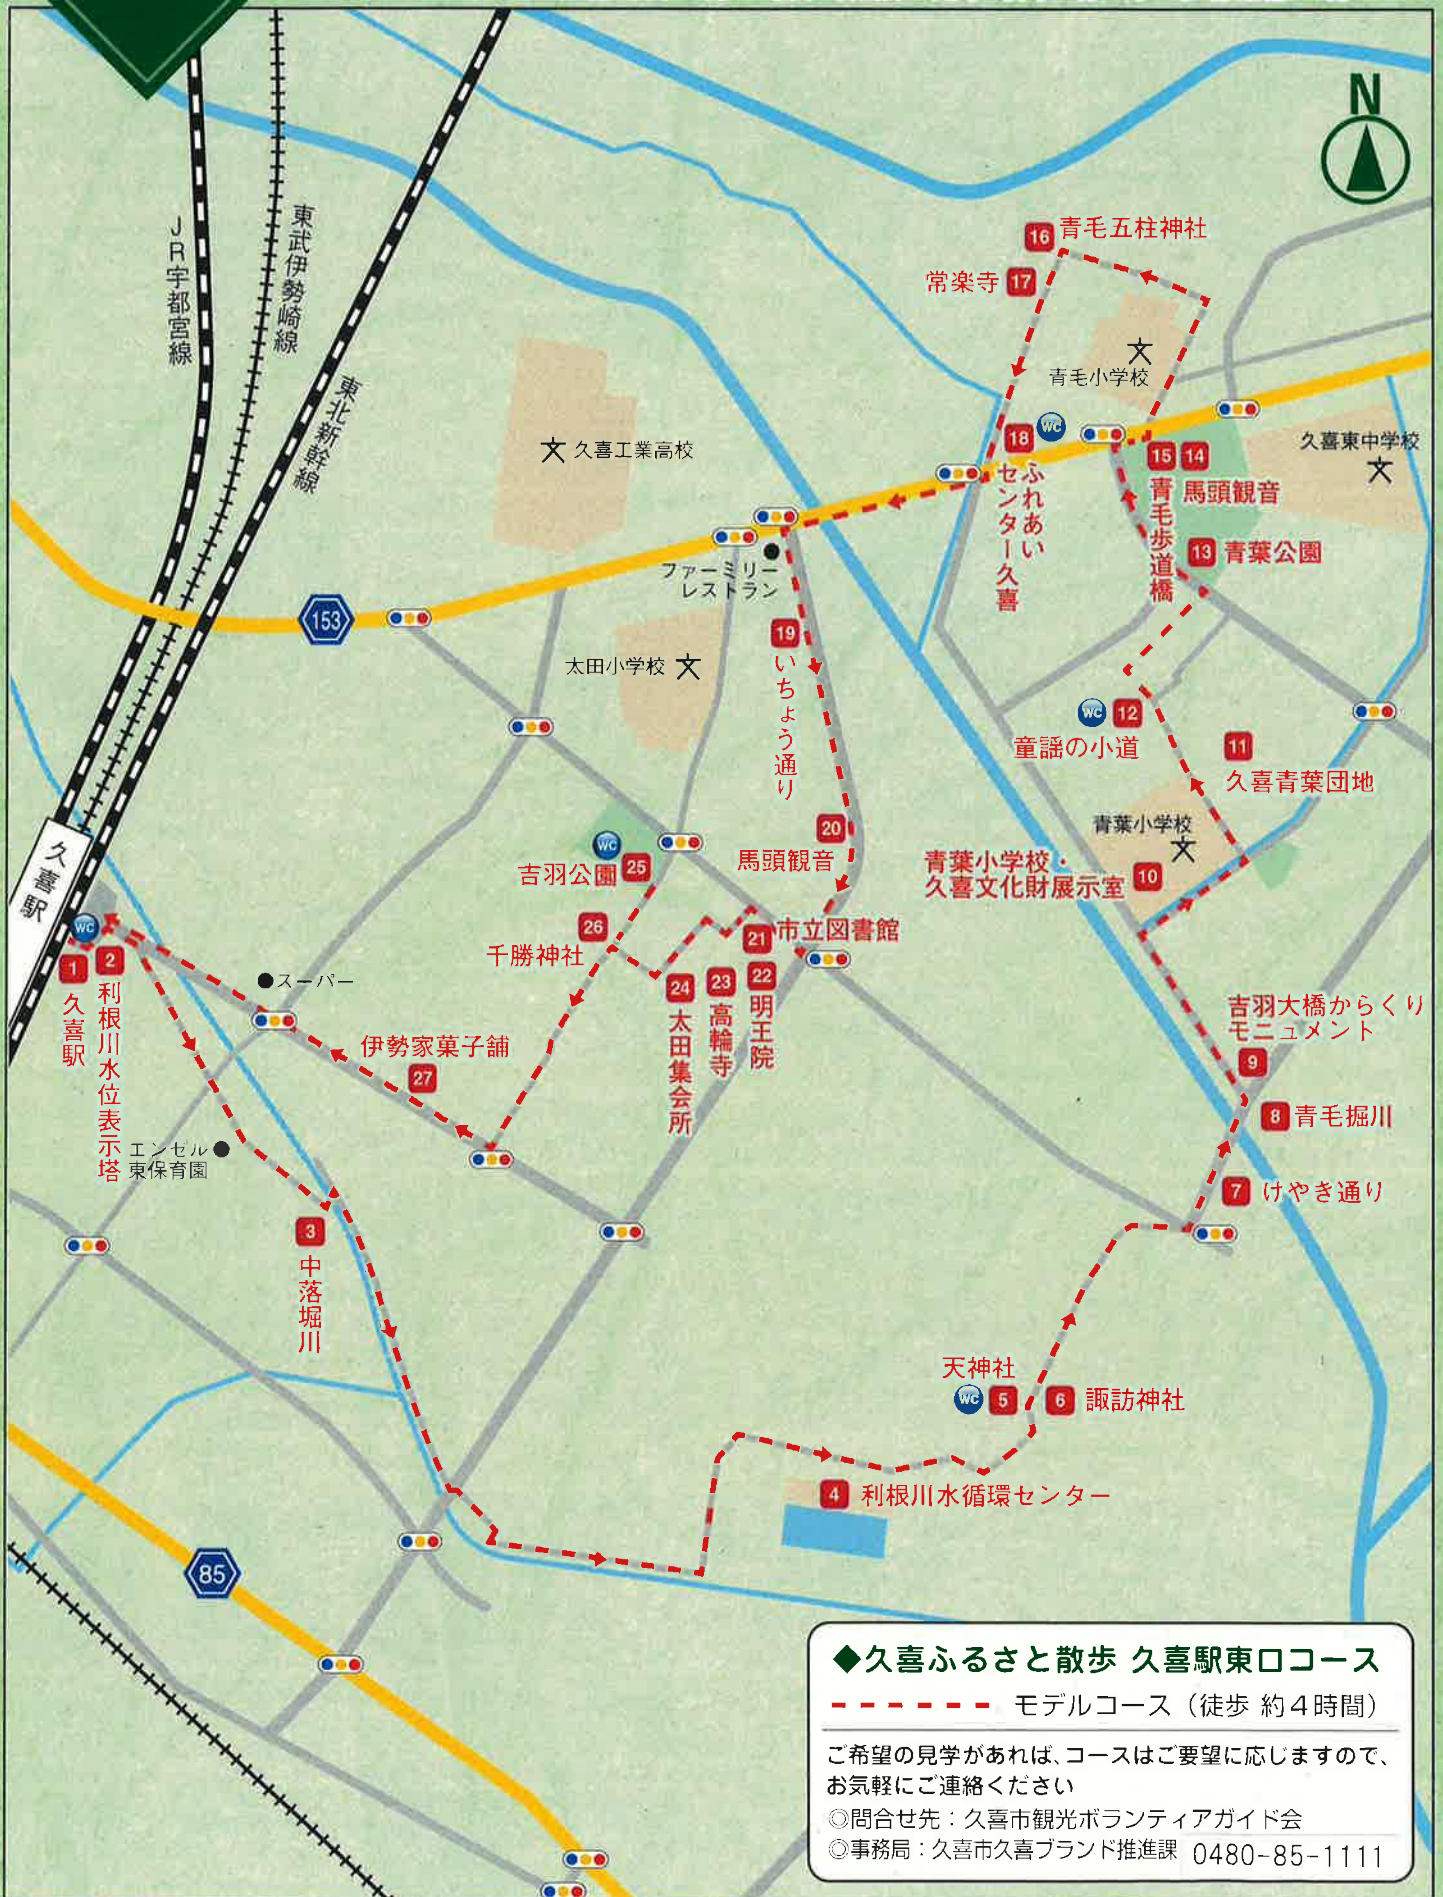 N
JR宇都宮線
東武伊勢崎線
東北新幹線
16 青毛五柱神社
常楽寺 17
青毛小学校
久喜工業高校
18 WC
ふれあい
センター久喜
15 14
青毛歩道橋
馬頭観音
久喜東中学校
13 青葉公園
ファーミリー
レストラン
153
19
いちょう通り
太田小学校
WC 12
童謡の小道
11
久喜青葉団地
20
馬頭観音
青葉小学校
青葉小学校・
久喜文化財展示室 10
WC
吉羽公園 25
久喜駅
26
千勝神社
21 市立図書館
22
明王院
23
高輪寺
24
太田集会所
WC
1
久喜駅
2
利根川水位表示塔
スーパー
伊勢家菓子舗
27
吉羽大橋からくり
モニュメント
9
8 青毛掘川
7 けやき通り
エンゼル
東保育園
3
中落堀川
天神社
WC 5
6 諏訪神社
4 利根川水循環センター
85
◆久喜ふるさと散歩 久喜駅東口コース
モデルコース（徒歩 約4時間）
ご希望の見学があれば、コースはご要望に応じますので、
お気軽にご連絡ください
◎問合せ先：久喜市観光ボランティアガイド会
◎事務局：久喜市久喜ブランド推進課 0480-85-1111